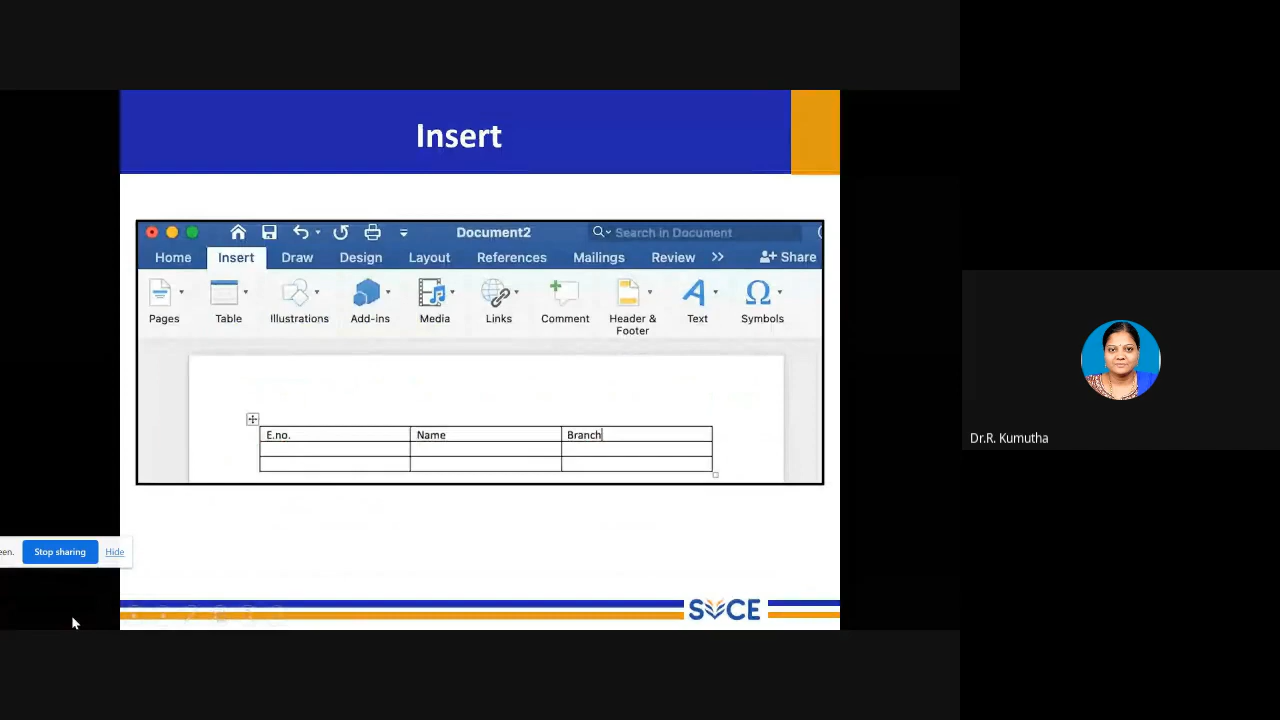 Insert
Document2
Search in Document
Home Insert Draw Design Layout References Mailings Review Share
Pages Table Illustrations Add-ins Media Links Comment Header & Footer Text Symbols
E.no. Name Branch
Dr.R. Kumutha
een. Stop sharing Hide
SVCE